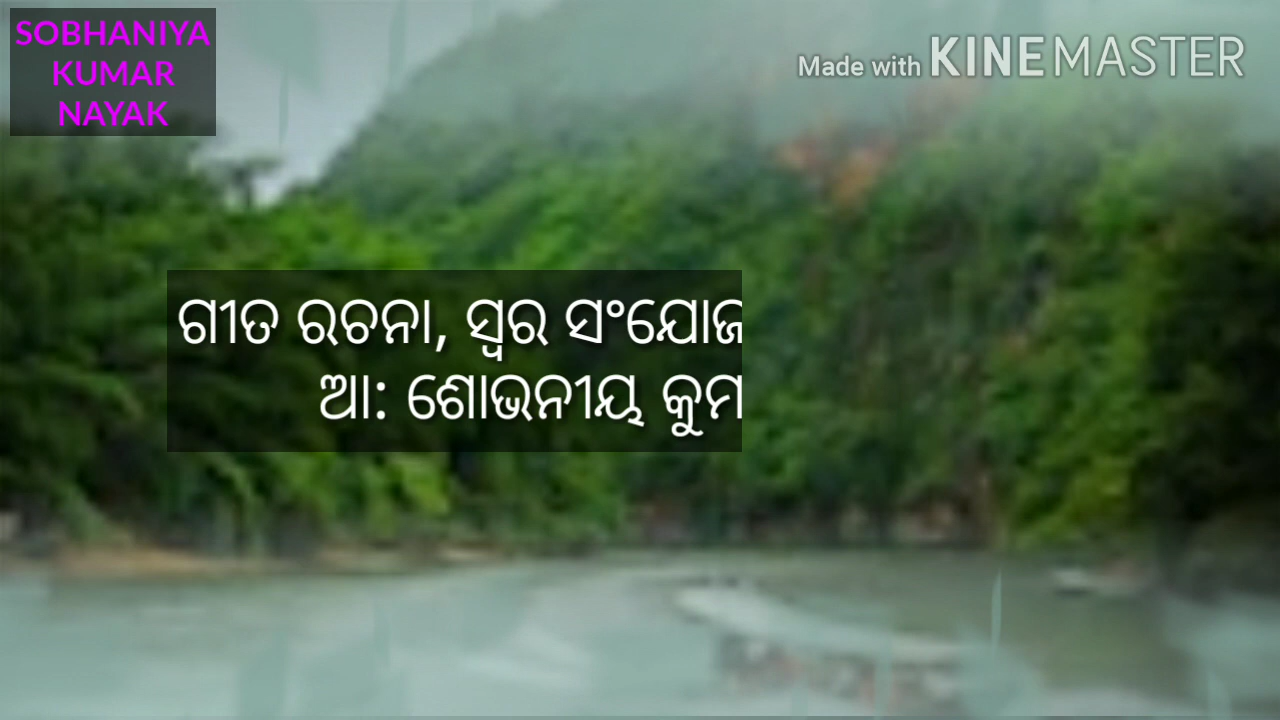 SOBHANIYA
KUMAR
NAYAK
Made with KINEMASTER
ଗୀତ ରଚନା, ସ୍ୱର ସଂଯୋଜ
ଆ: ଶୋଭନୀୟ କୁମ